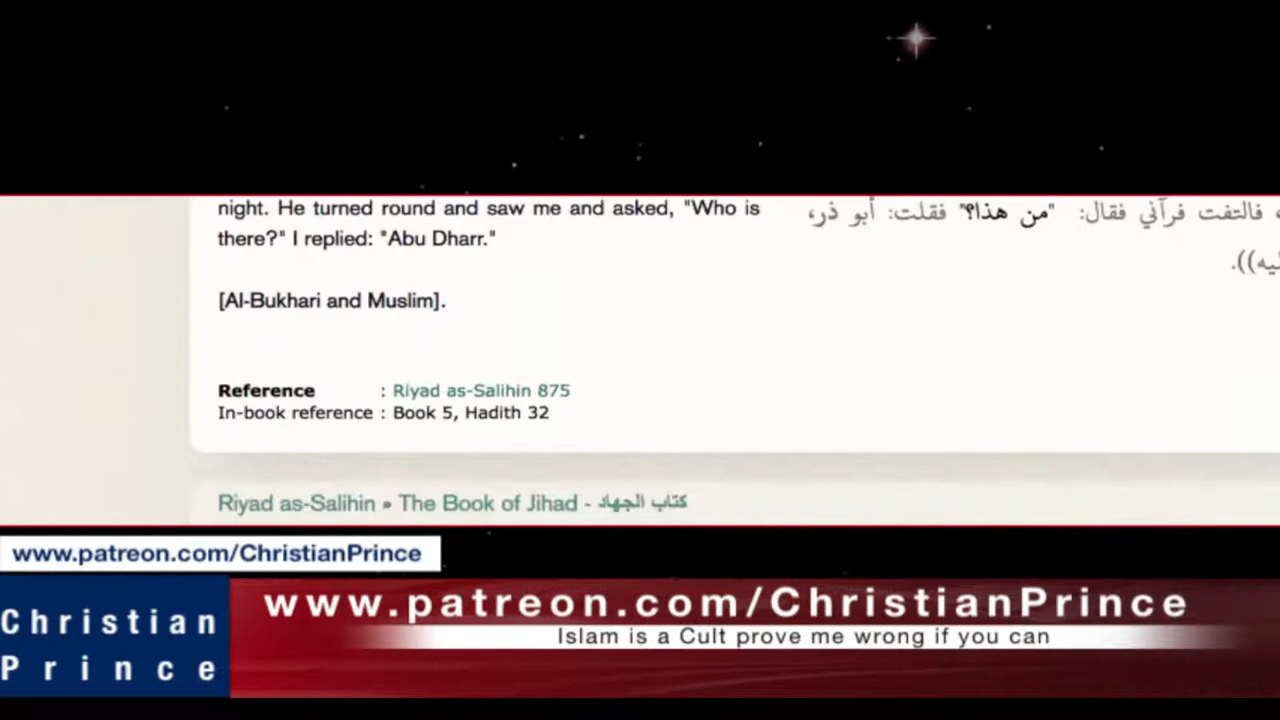 night. He turned round and saw me and asked, "Who is
there?" I replied: "Abu Dharr."
[Al-Bukhari and Muslim].
فالتفت فرآني فقال: "من هذا؟" فقلت: أبو ذر،
Reference : Riyad as-Salihin 875
In-book reference : Book 5, Hadith 32
Riyad as-Salihin » The Book of Jihad - كتاب الجهاد
www.patreon.com/ChristianPrince
Christian
Prince
www.patreon.com/ChristianPrince
Islam is a Cult prove me wrong if you can